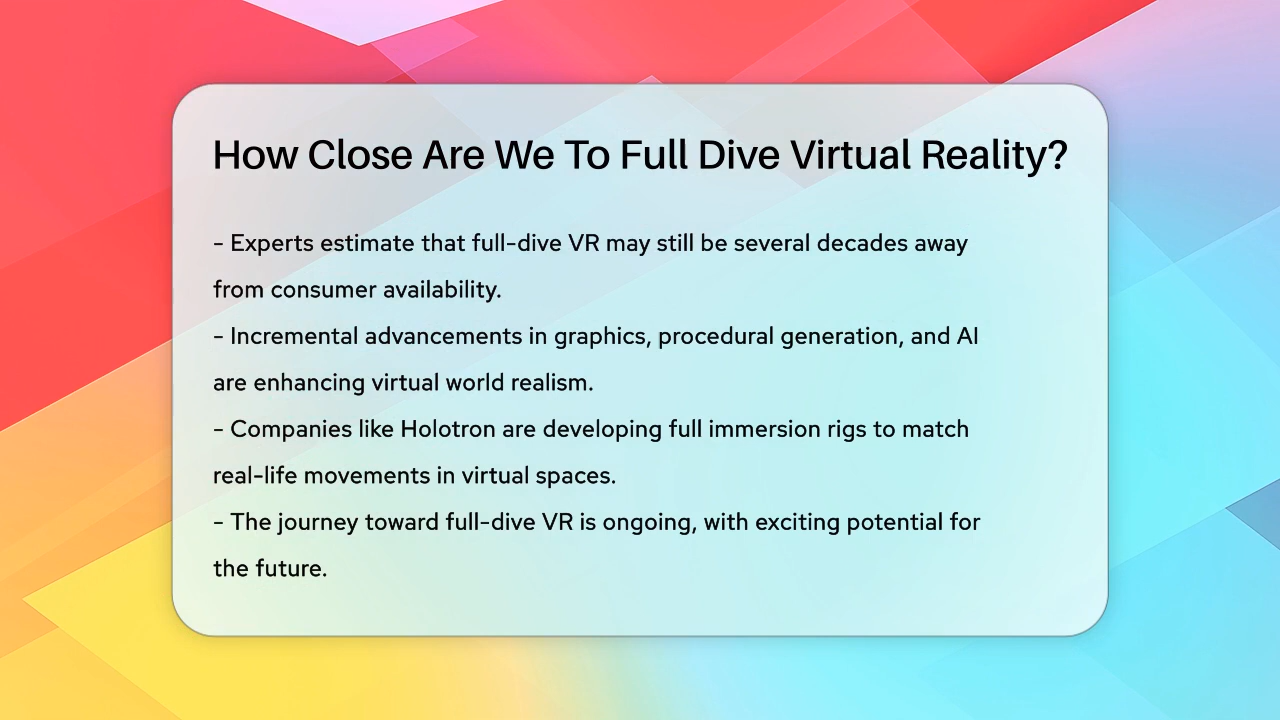 How Close Are We To Full Dive Virtual Reality?
– Experts estimate that full-dive VR may still be several decades away
from consumer availability.
– Incremental advancements in graphics, procedural generation, and AI
are enhancing virtual world realism.
– Companies like Holotron are developing full immersion rigs to match
real-life movements in virtual spaces.
– The journey toward full-dive VR is ongoing, with exciting potential for
the future.